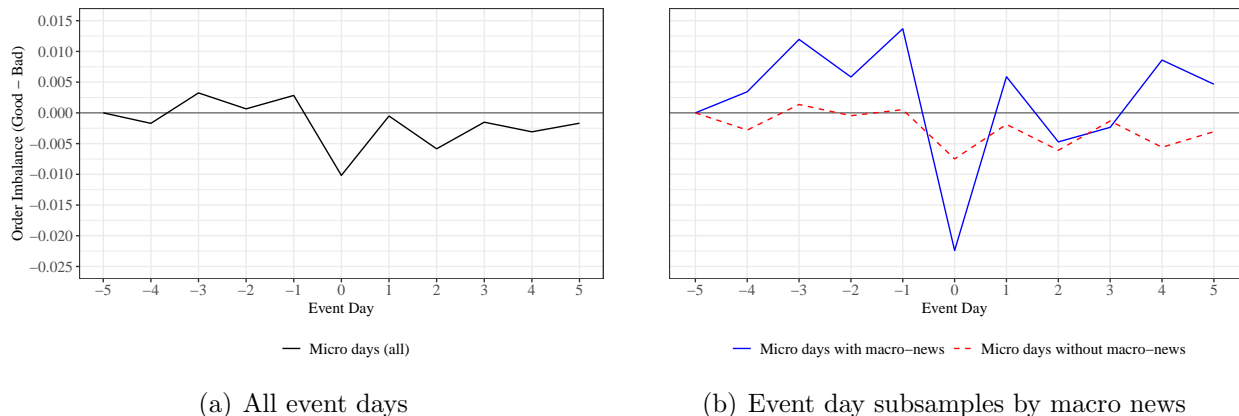 Order Imbalance (Good − Bad)
0.015
0.010
0.005
0.000
−0.005
−0.010
−0.015
−0.020
−0.025
−5 −4 −3 −2 −1 0 1 2 3 4 5
Event Day
Micro days (all)
(a) All event days
−5 −4 −3 −2 −1 0 1 2 3 4 5
Event Day
Micro days with macro−news Micro days without macro−news
(b) Event day subsamples by macro news